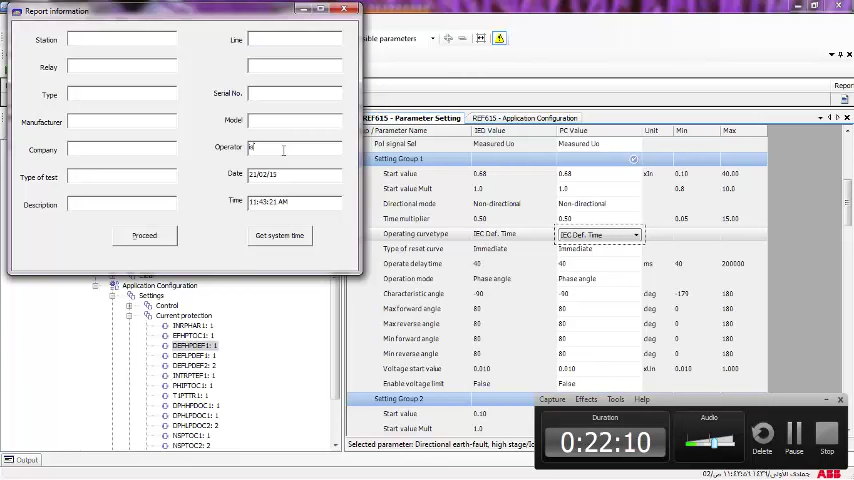 Report information
Station
Line
Relay
Type
Serial No.
Manufacturer
Model
Company
Operator
Type of test
Date 21/02/15
Description
Time 11:43:21 AM
Proceed
Get system time
able parameters
Report
REF615 - Parameter Setting
REF615 - Application Configuration
/ Parameter Name IED Value PC Value Unit Min Max
Pol signal Sel Measured Uo Measured Uo
Setting Group 1
Start value 0.68 0.68 xIn 0.10 40.00
Start value Mult 1.0 1.0 0.8 10.0
Directional mode Non-directional Non-directional
Time multiplier 0.50 0.50 0.05 15.00
Operating curvetype IEC Def. Time IEC Def. Time
Type of reset curve Immediate Immediate
Operate delay time 40 40 ms 40 200000
Operation mode Phase angle Phase angle
Characteristic angle -90 -90 deg -179 180
Max forward angle 80 80 deg 0 90
Max reverse angle 80 80 deg 0 90
Min forward angle 80 80 deg 0 90
Min reverse angle 80 80 deg 0 90
Voltage start value 0.010 0.010 xUn 0.010 1.000
Enable voltage limit False False
Setting Group 2
Start value 0.10
Start value Mult 1.0
Selected parameter: Directional earth-fault, high stage/Io
Application Configuration
Settings
Control
Current protection
INRPHAR1: 1
EFHPTOC1: 1
DEFHPDEF1: 1
DEFLPDEF1: 1
DEFLPDEF2: 2
INTRPTEF1: 1
PHIPTOC1: 1
T1PTTR1: 1
DPHHPDOC1: 1
DPHLPDOC1: 1
DPHLPDOC2: 2
NSPTOC1: 1
NSPTOC2: 2
Output
Capture Effects Tools Help
Duration
0:22:10
Audio
Delete
Pause
Stop
ABB